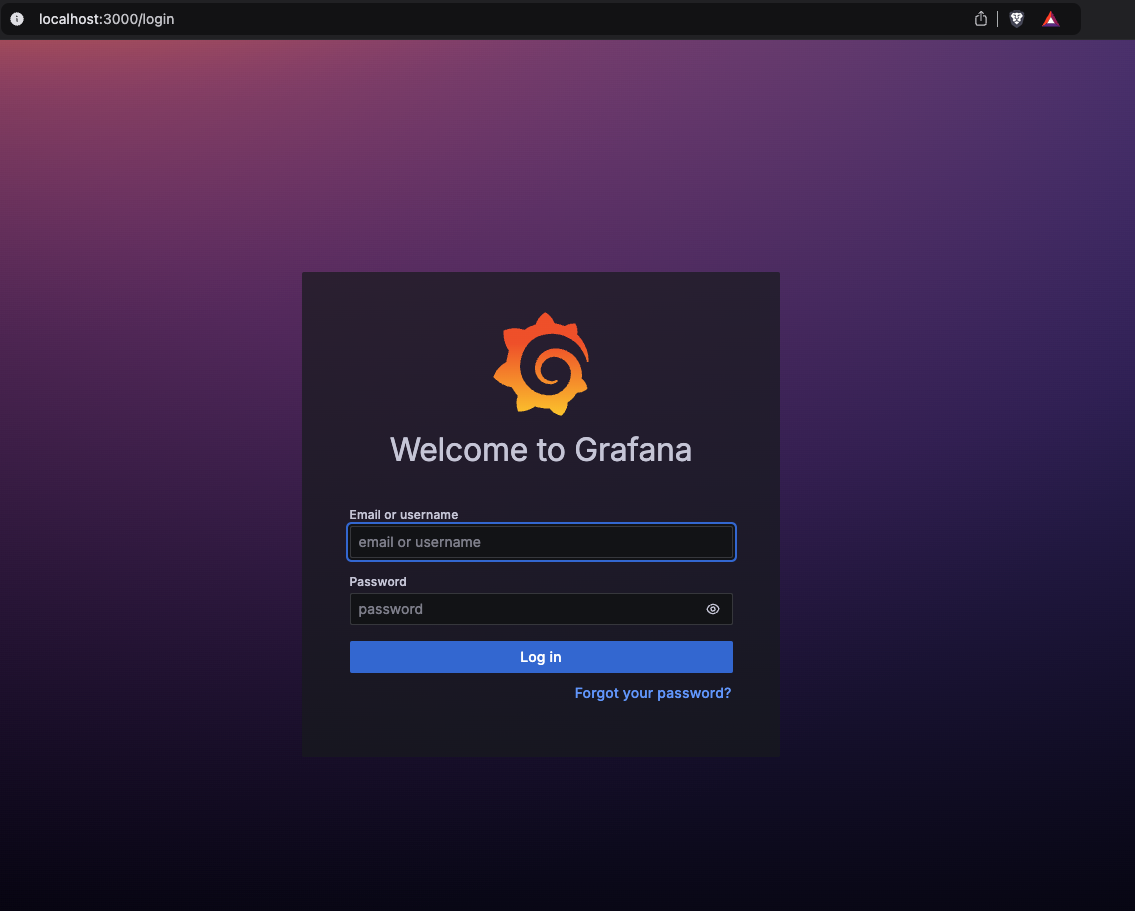 localhost:3000/login
Welcome to Grafana
Email or username
email or username
Password
password
Log in
Forgot your password?